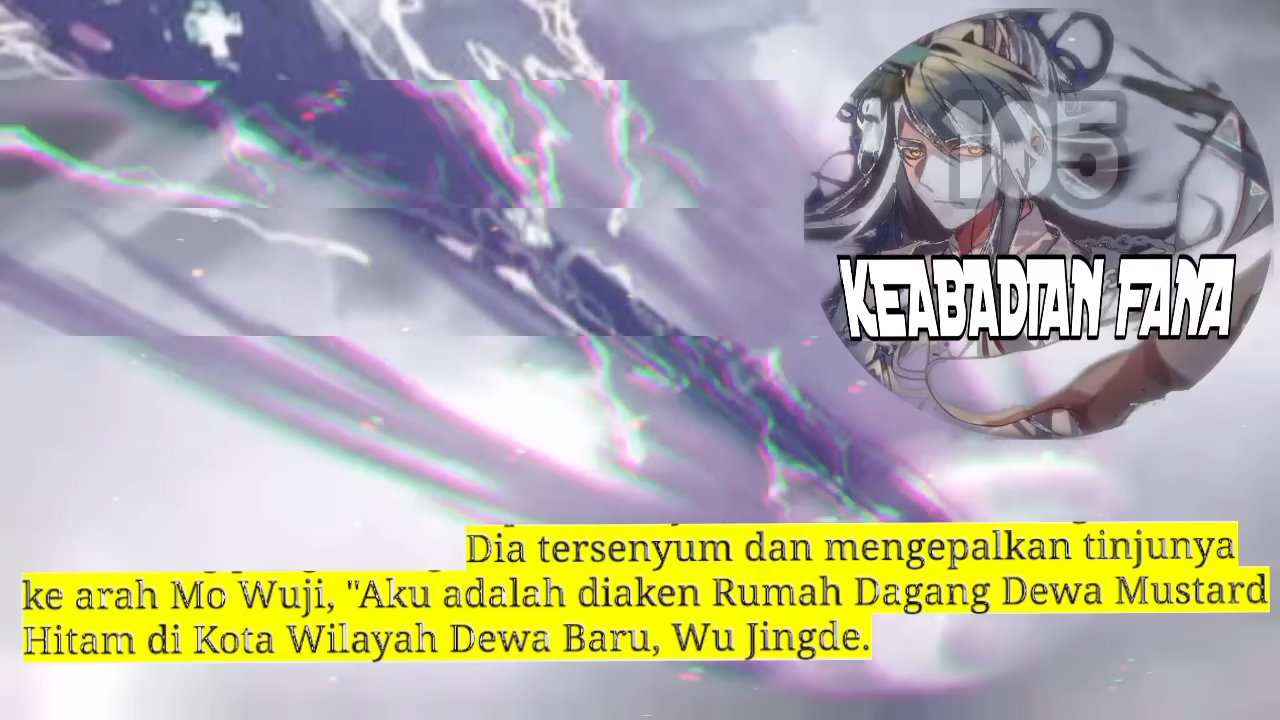 105
KEABADIAN FANA
Dia tersenyum dan mengepalkan tinjunya
ke arah Mo Wuji, "Aku adalah diaken Rumah Dagang Dewa Mustard
Hitam di Kota Wilayah Dewa Baru, Wu Jingde.